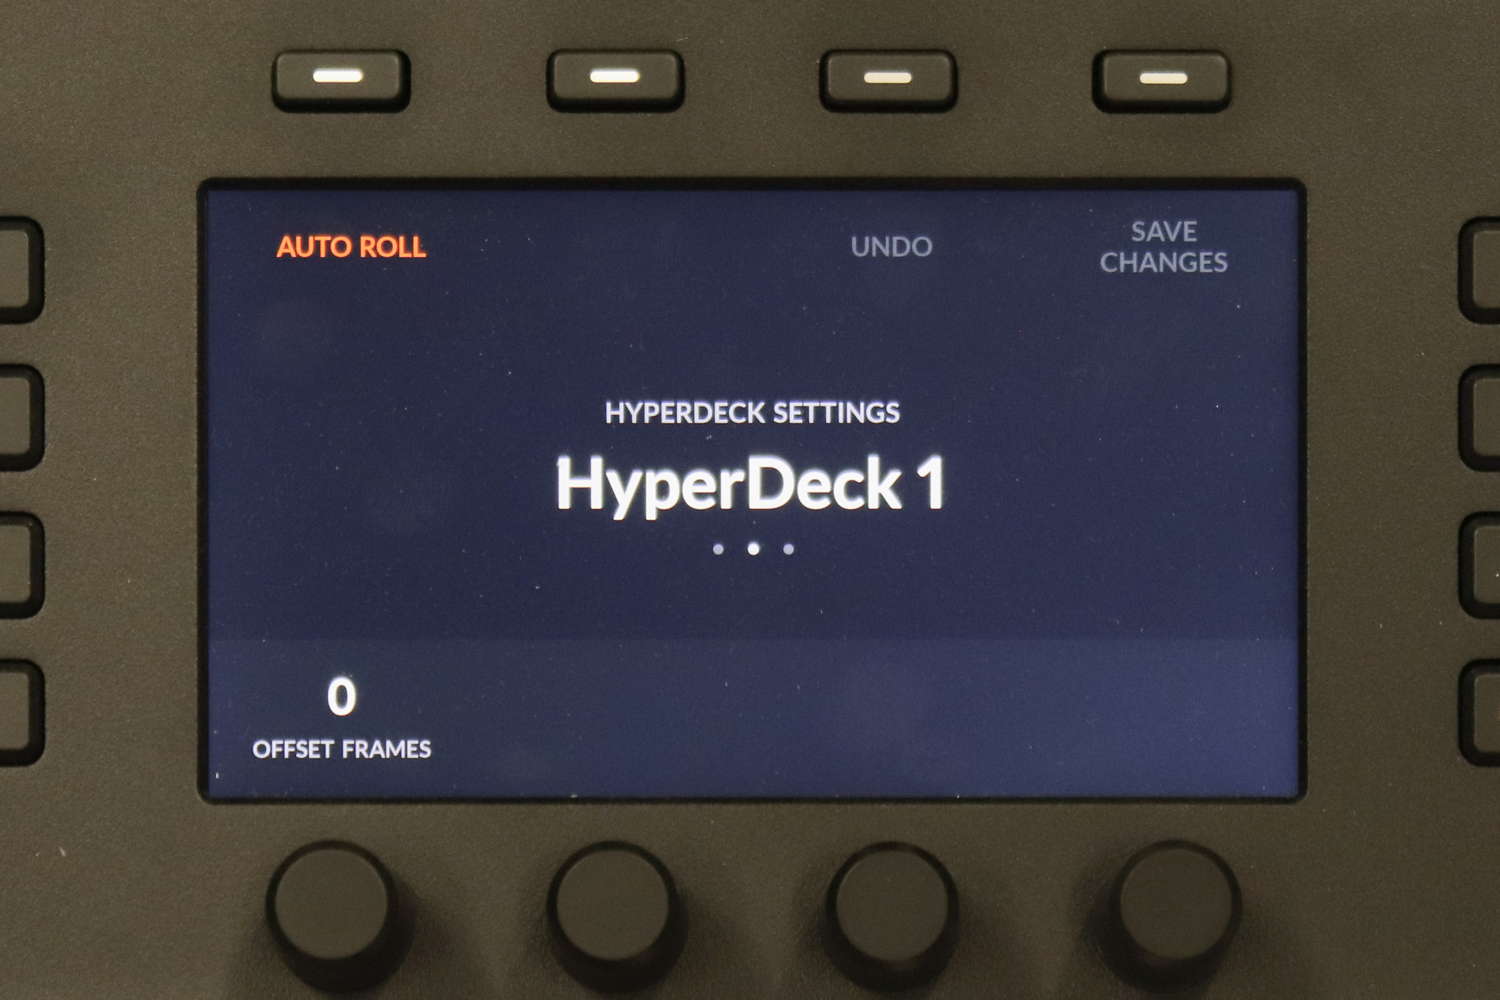 AUTO ROLL
UNDO
SAVE
CHANGES
HYPERDECK SETTINGS
HyperDeck 1
0
OFFSET FRAMES